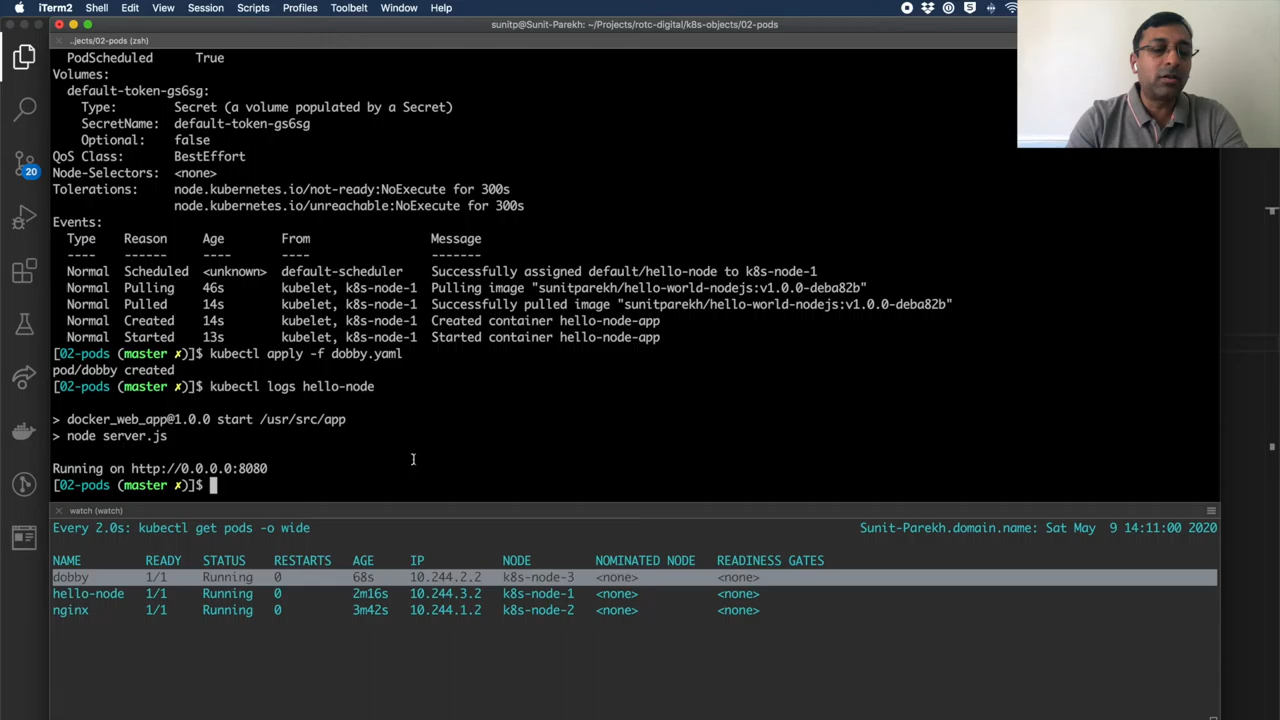 iTerm2 Shell Edit View Session Scripts Profiles Toolbelt Window Help
sunitp@Sunit-Parekh: ~/Projects/rotc-digital/k8s-objects/02-pods
..jects/02-pods (zsh)
PodScheduled True
Volumes:
default-token-gs6sg:
Type: Secret (a volume populated by a Secret)
SecretName: default-token-gs6sg
Optional: false
QoS Class: BestEffort
Node-Selectors: <none>
Tolerations: node.kubernetes.io/not-ready:NoExecute for 300s
node.kubernetes.io/unreachable:NoExecute for 300s
Events:
Type Reason Age From Message
---- ------ ---- ---- -------
Normal Scheduled <unknown> default-scheduler Successfully assigned default/hello-node to k8s-node-1
Normal Pulling 46s kubelet, k8s-node-1 Pulling image "sunitparekh/hello-world-nodejs:v1.0.0-deba82b"
Normal Pulled 14s kubelet, k8s-node-1 Successfully pulled image "sunitparekh/hello-world-nodejs:v1.0.0-deba82b"
Normal Created 14s kubelet, k8s-node-1 Created container hello-node-app
Normal Started 13s kubelet, k8s-node-1 Started container hello-node-app
[02-pods (master ✗)]$ kubectl apply -f dobby.yaml
pod/dobby created
[02-pods (master ✗)]$ kubectl logs hello-node
> docker_web_app@1.0.0 start /usr/src/app
> node server.js
Running on http://0.0.0.0:8080
[02-pods (master ✗)]$
20
watch (watch)
Every 2.0s: kubectl get pods -o wide Sunit-Parekh.domain.name: Sat May 9 14:11:00 2020
NAME READY STATUS RESTARTS AGE IP NODE NOMINATED NODE READINESS GATES
dobby 1/1 Running 0 68s 10.244.2.2 k8s-node-3 <none> <none>
hello-node 1/1 Running 0 2m16s 10.244.3.2 k8s-node-1 <none> <none>
nginx 1/1 Running 0 3m42s 10.244.1.2 k8s-node-2 <none> <none>